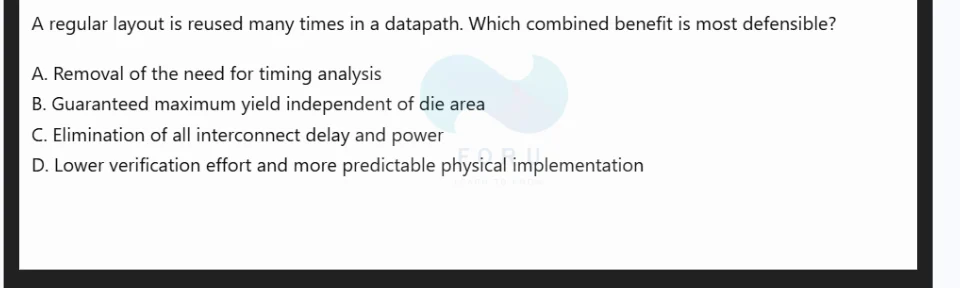 A regular layout is reused many times in a datapath. Which combined benefit is most defensible?
A. Removal of the need for timing analysis
B. Guaranteed maximum yield independent of die area
C. Elimination of all interconnect delay and power
D. Lower verification effort and more predictable physical implementation